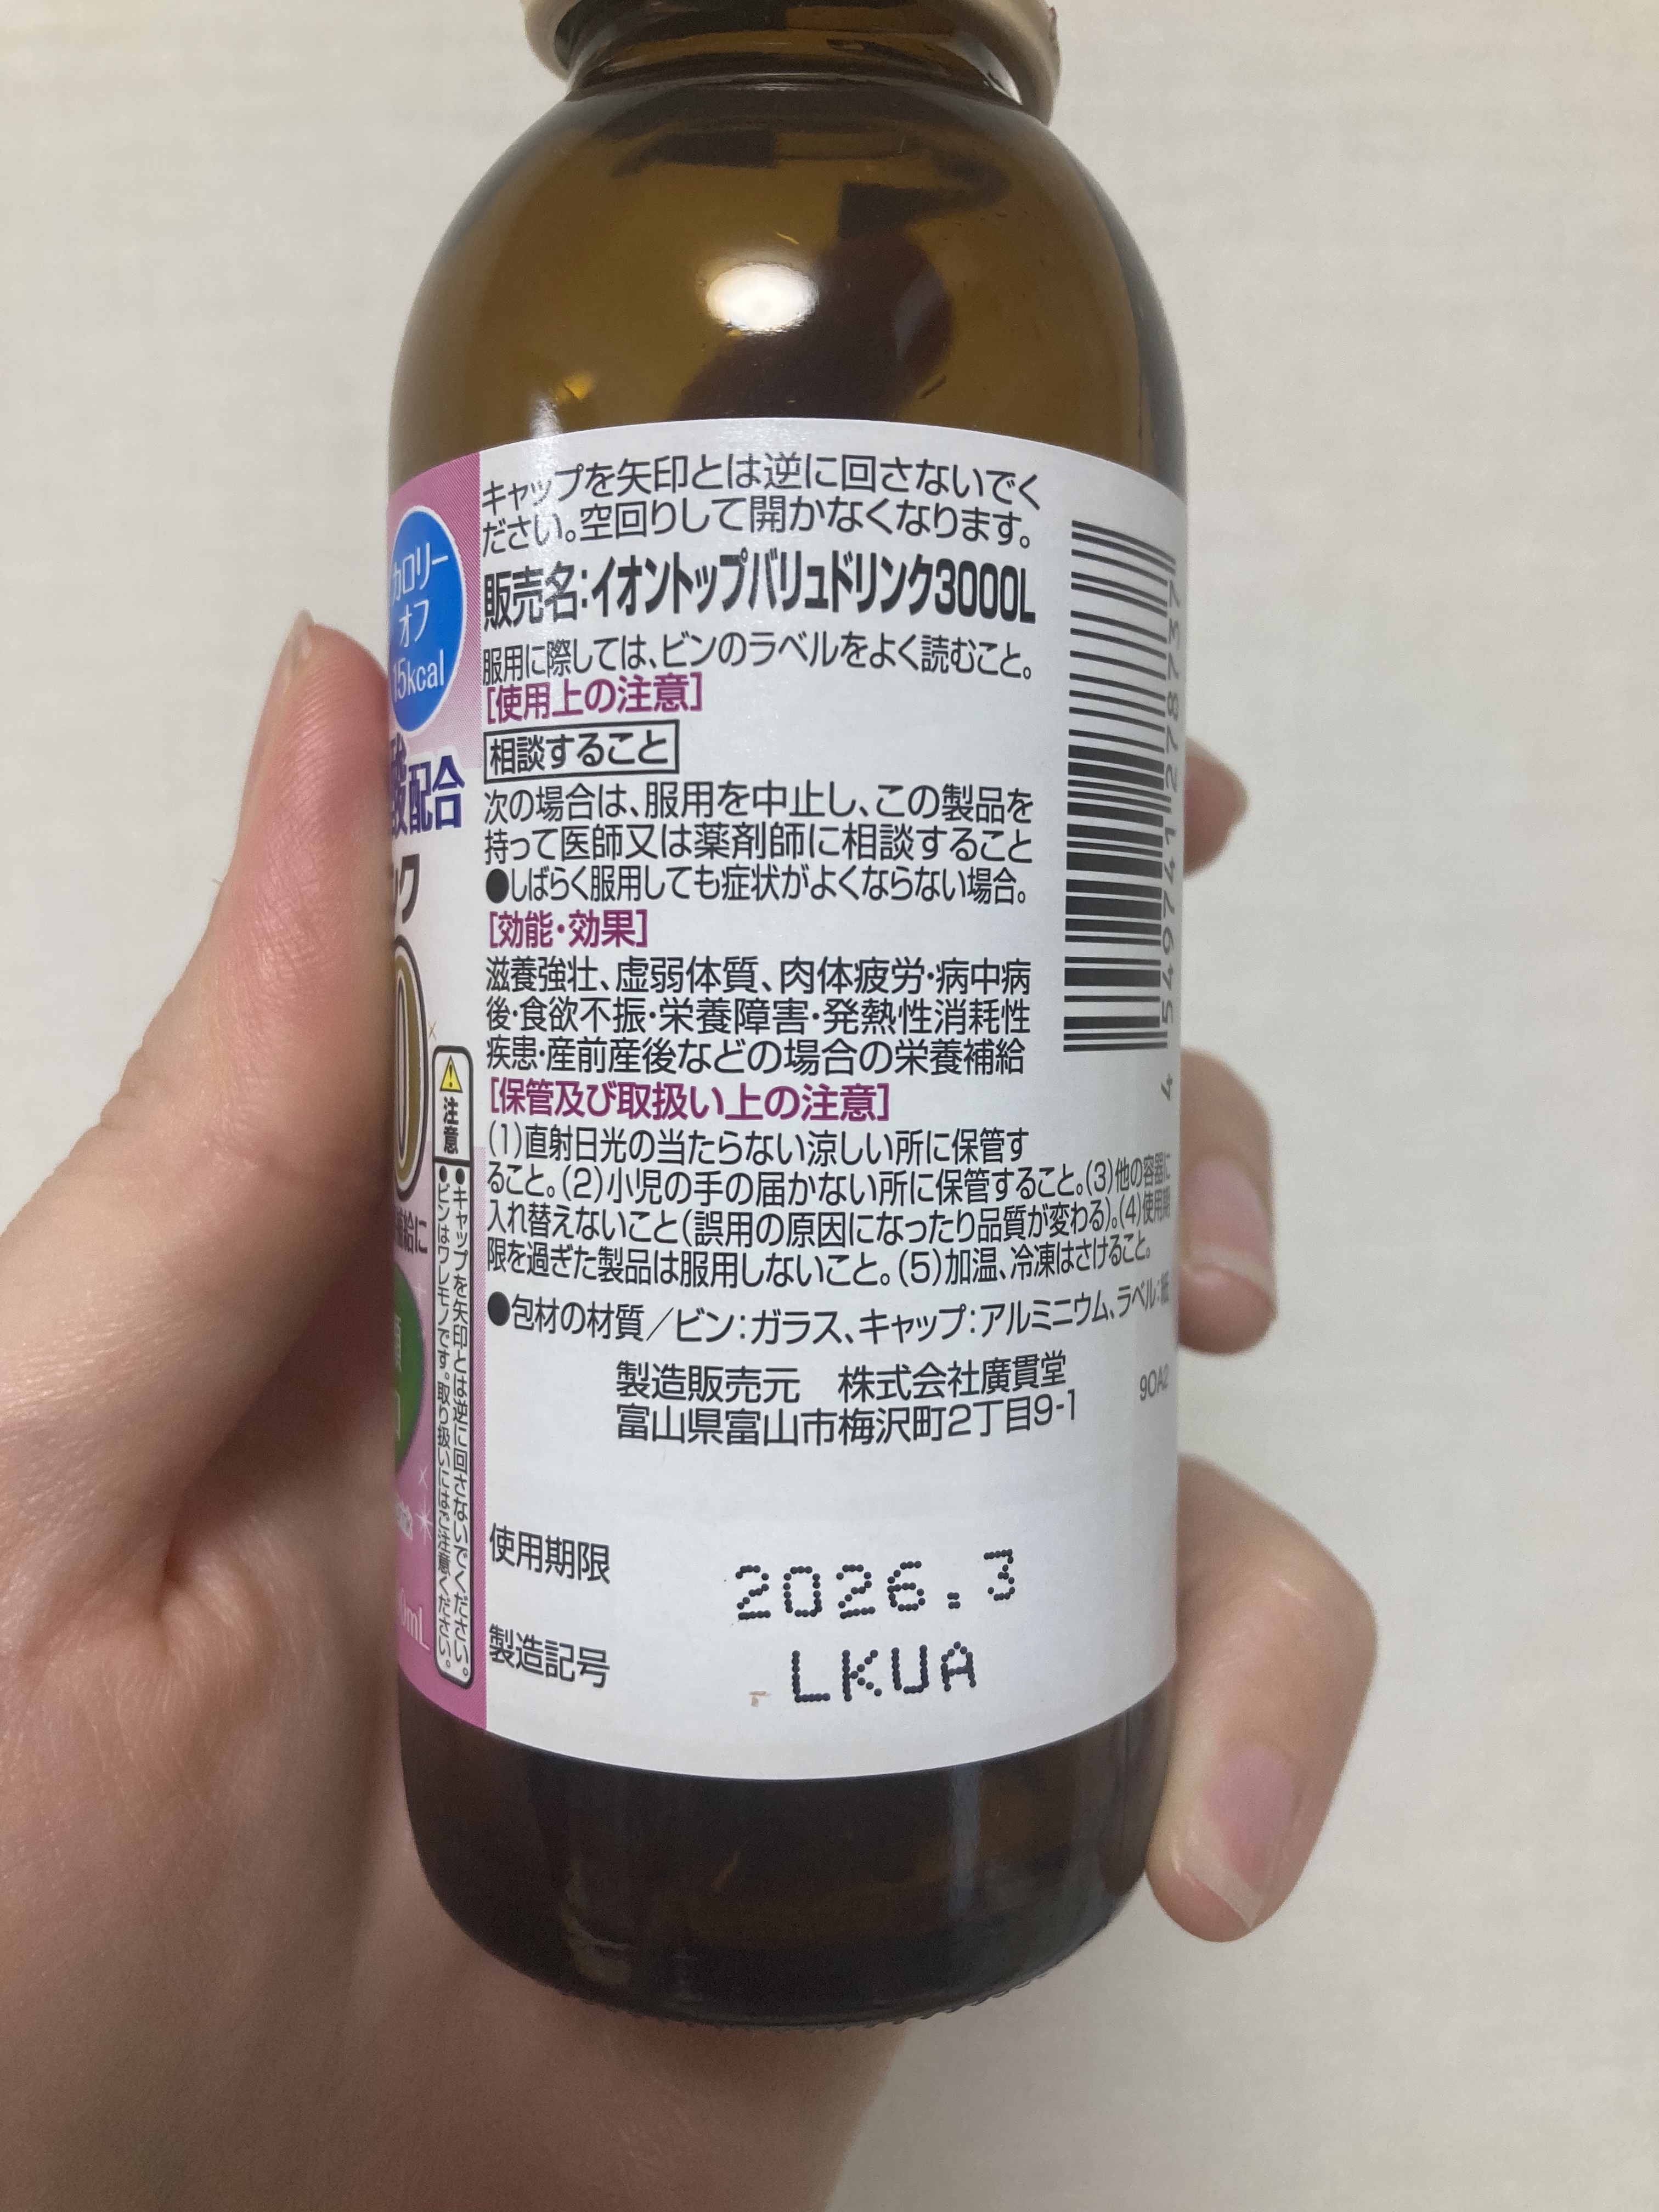 キャップを矢印とは逆に回さないでく
ださい。空回りして開かなくなります。
販売名:イオントップバリュドリンク3000L
服用に際しては、ビンのラベルをよく読むこと。
[使用上の注意]
相談すること
次の場合は、服用を中止し、この製品を
持って医師又は薬剤師に相談すること
●しばらく服用しても症状がよくならない場合。
[効能・効果]
滋養強壮、虚弱体質、肉体疲労・病中病
後・食欲不振・栄養障害・発熱性消耗性
疾患・産前産後などの場合の栄養補給
[保管及び取扱い上の注意]
(1)直射日光の当たらない涼しい所に保管す
ること。(2)小児の手の届かない所に保管すること。(3)他の容器に
入れ替えないこと(誤用の原因になったり品質が変わる)。(4)使用期
限を過ぎた製品は服用しないこと。(5)加温、冷凍はさけること。
●包材の材質/ビン:ガラス、キャップ:アルミニウム、ラベル:紙
製造販売元 株式会社廣貫堂
富山県富山市梅沢町2丁目9-1
90A2
使用期限 2026.3
製造記号 LKUA
カロリー
オフ
15kcal
酸配合
ク
0
補給に
mL
注意
●キャップを矢印とは逆に回さないでください。
●ビンはワレモノです。取り扱いにはご注意ください。